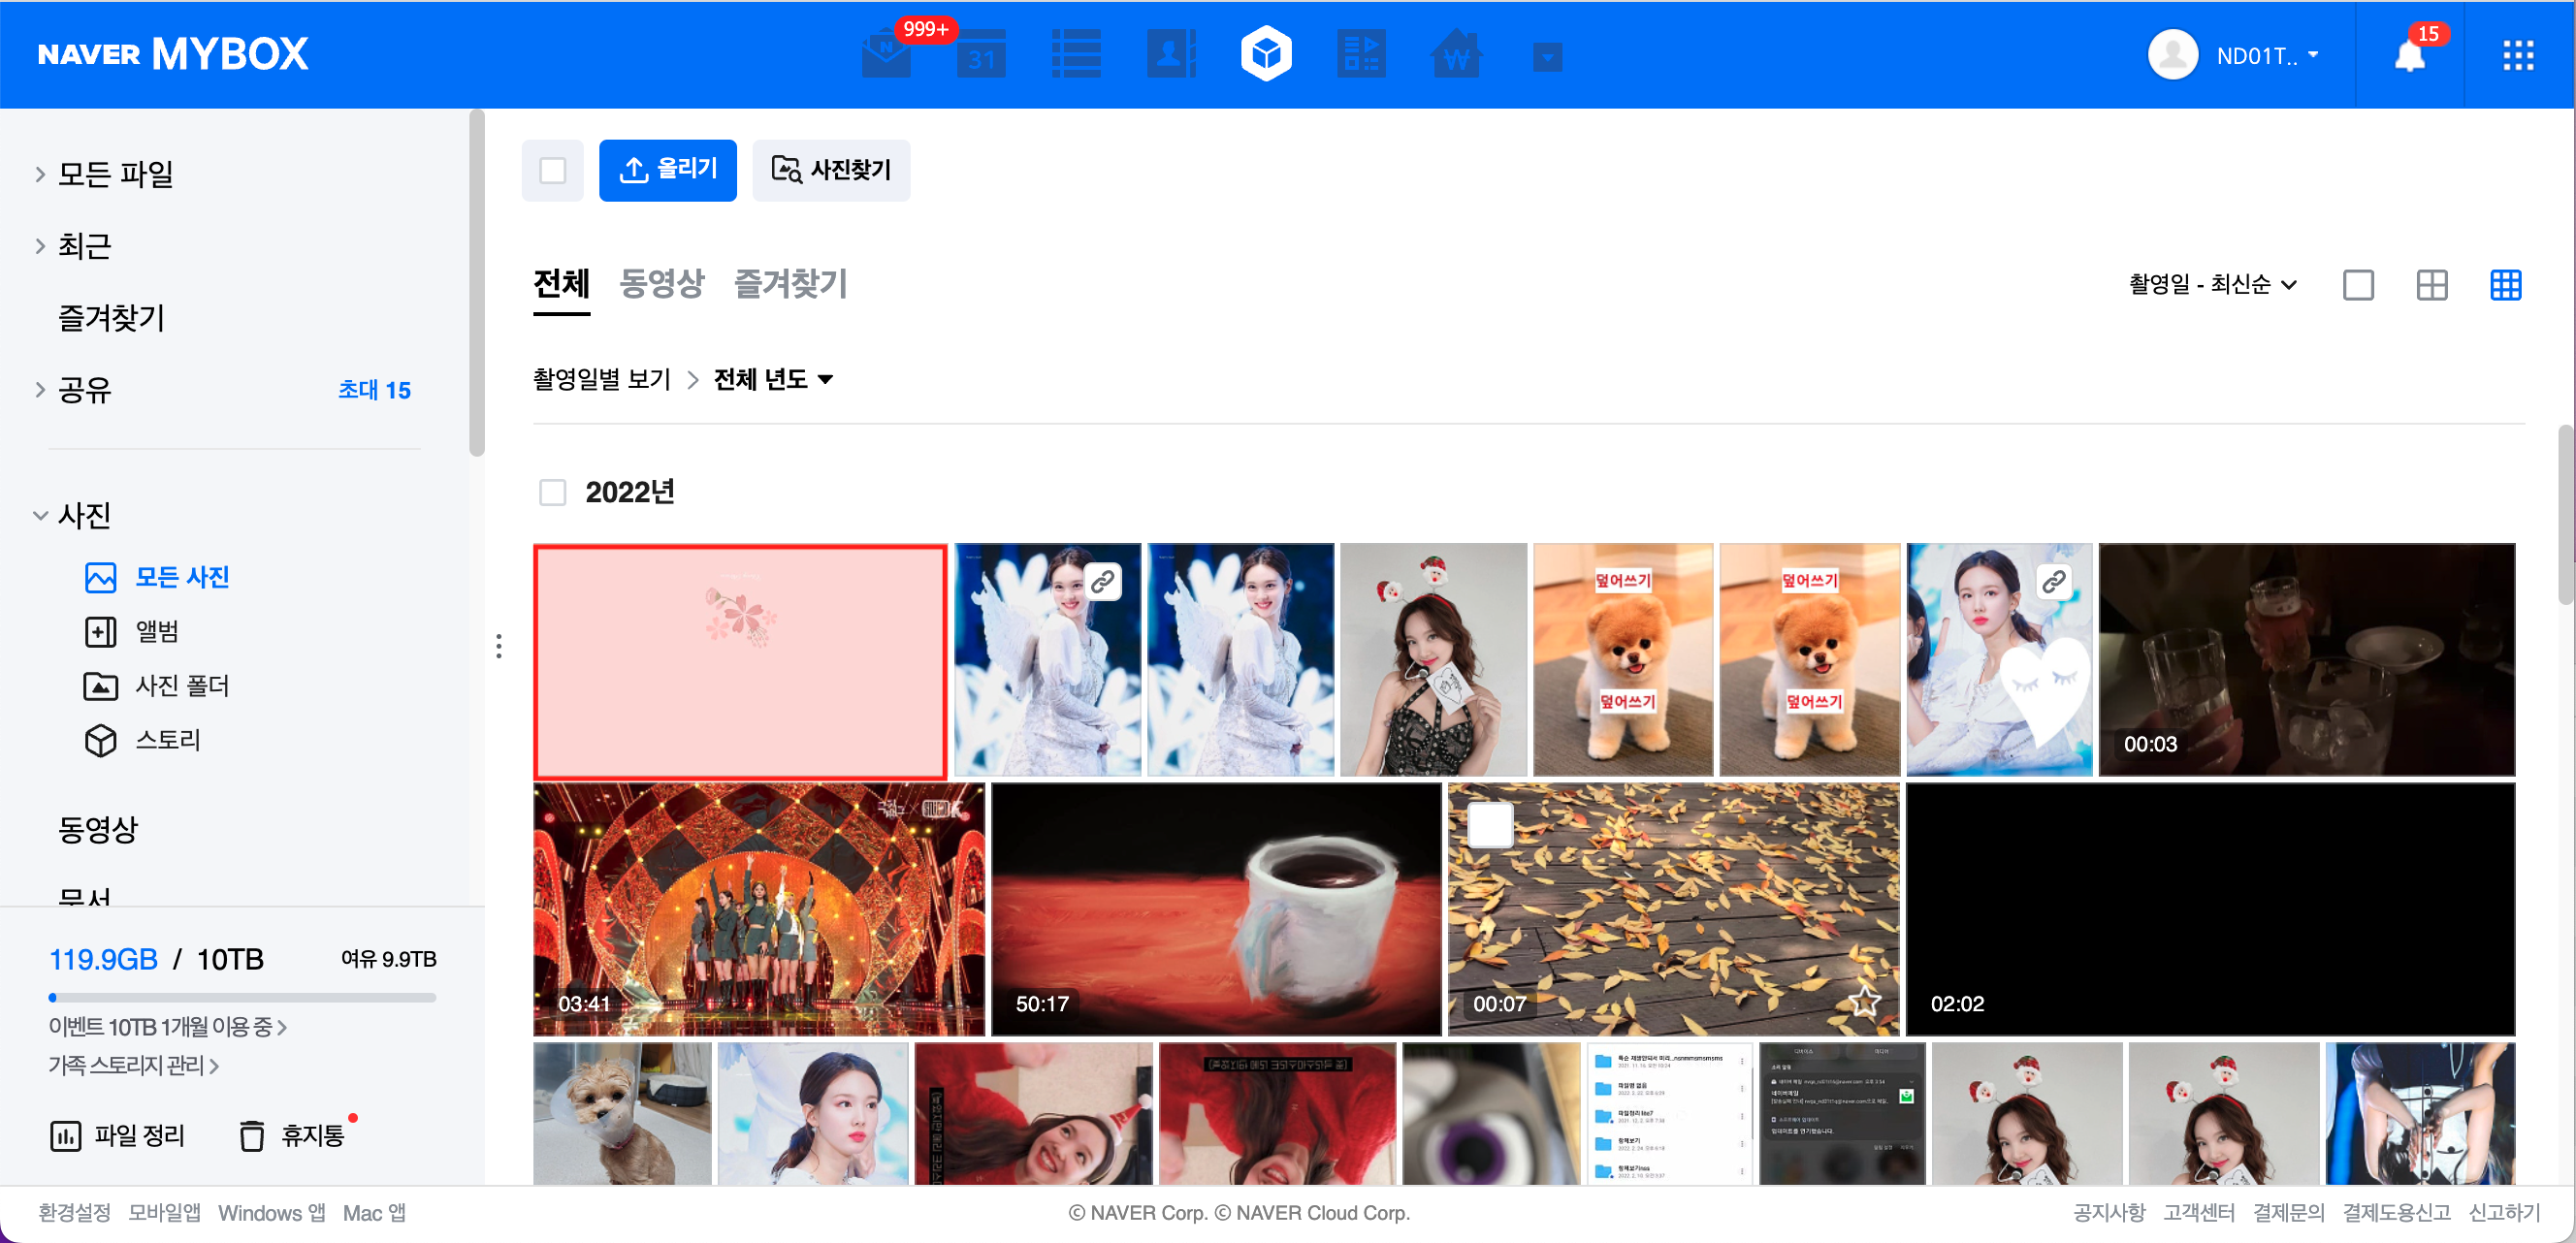 NAVER MYBOX
999+
31
ND01T..
15
모든 파일
최근
즐겨찾기
공유
초대 15
사진
모든 사진
앨범
사진 폴더
스토리
동영상
문서
119.9GB / 10TB
여유 9.9TB
이벤트 10TB 1개월 이용 중
가족 스토리지 관리
파일 정리
휴지통
올리기
사진찾기
전체 동영상 즐겨찾기
촬영일 - 최신순
촬영일별 보기
전체 년도
2022년
덮어쓰기
덮어쓰기
덮어쓰기
덮어쓰기
00:03
03:41
50:17
00:07
02:02
환경설정 모바일앱 Windows 앱 Mac 앱
© NAVER Corp. © NAVER Cloud Corp.
공지사항 고객센터 결제문의 결제도용신고 신고하기